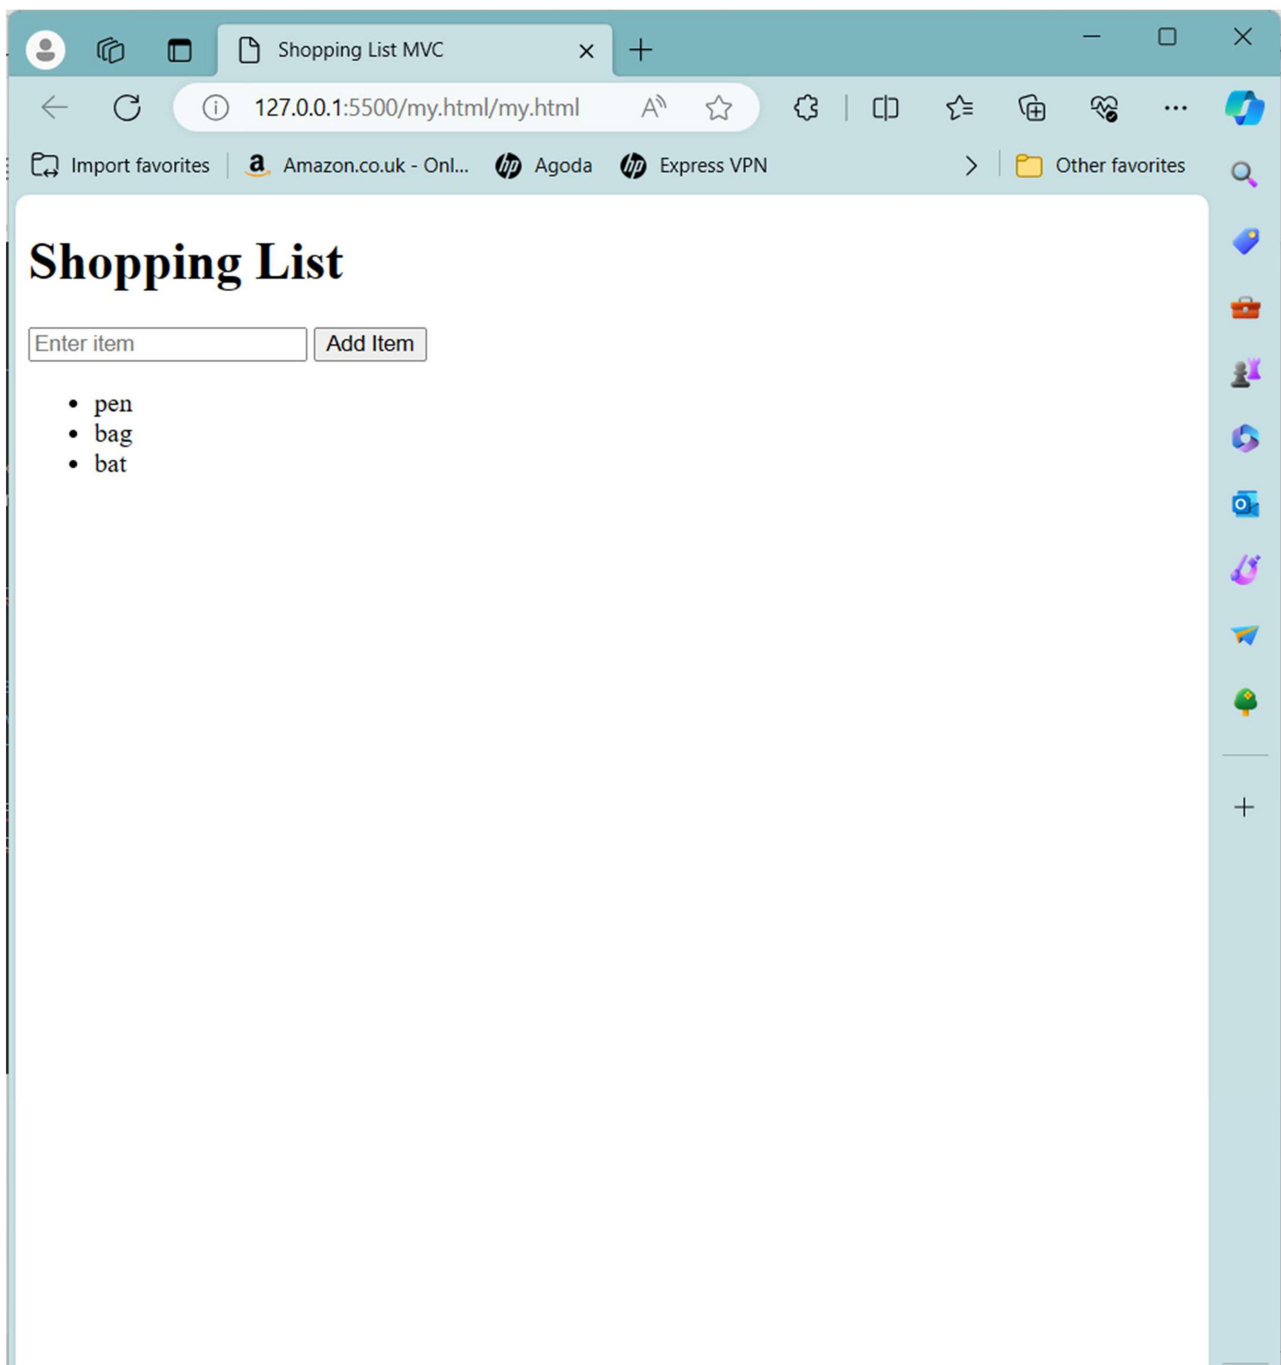 Shopping List MVC
127.0.0.1:5500/my.html/my.html
Import favorites
Amazon.co.uk - Onl...
Agoda
Express VPN
Other favorites
Shopping List
Enter item
Add Item
pen
bag
bat